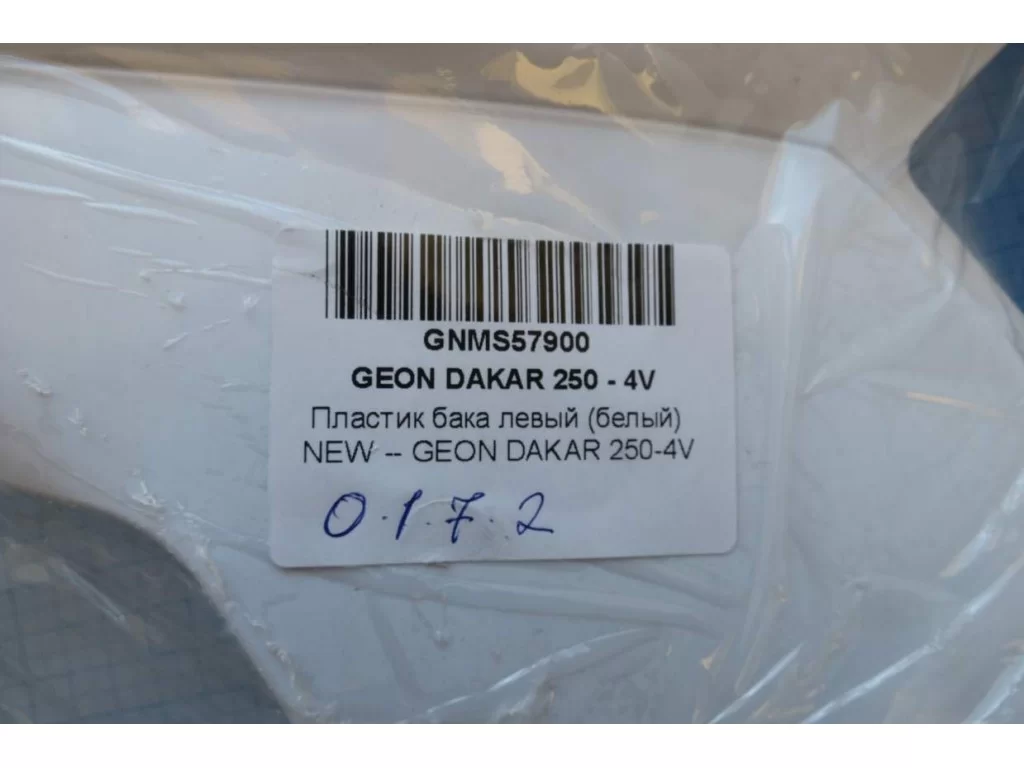 GNMS57900
GEON DAKAR 250 - 4V
Пластик бака левый (белый)
NEW -- GEON DAKAR 250-4V
0.1.7.2